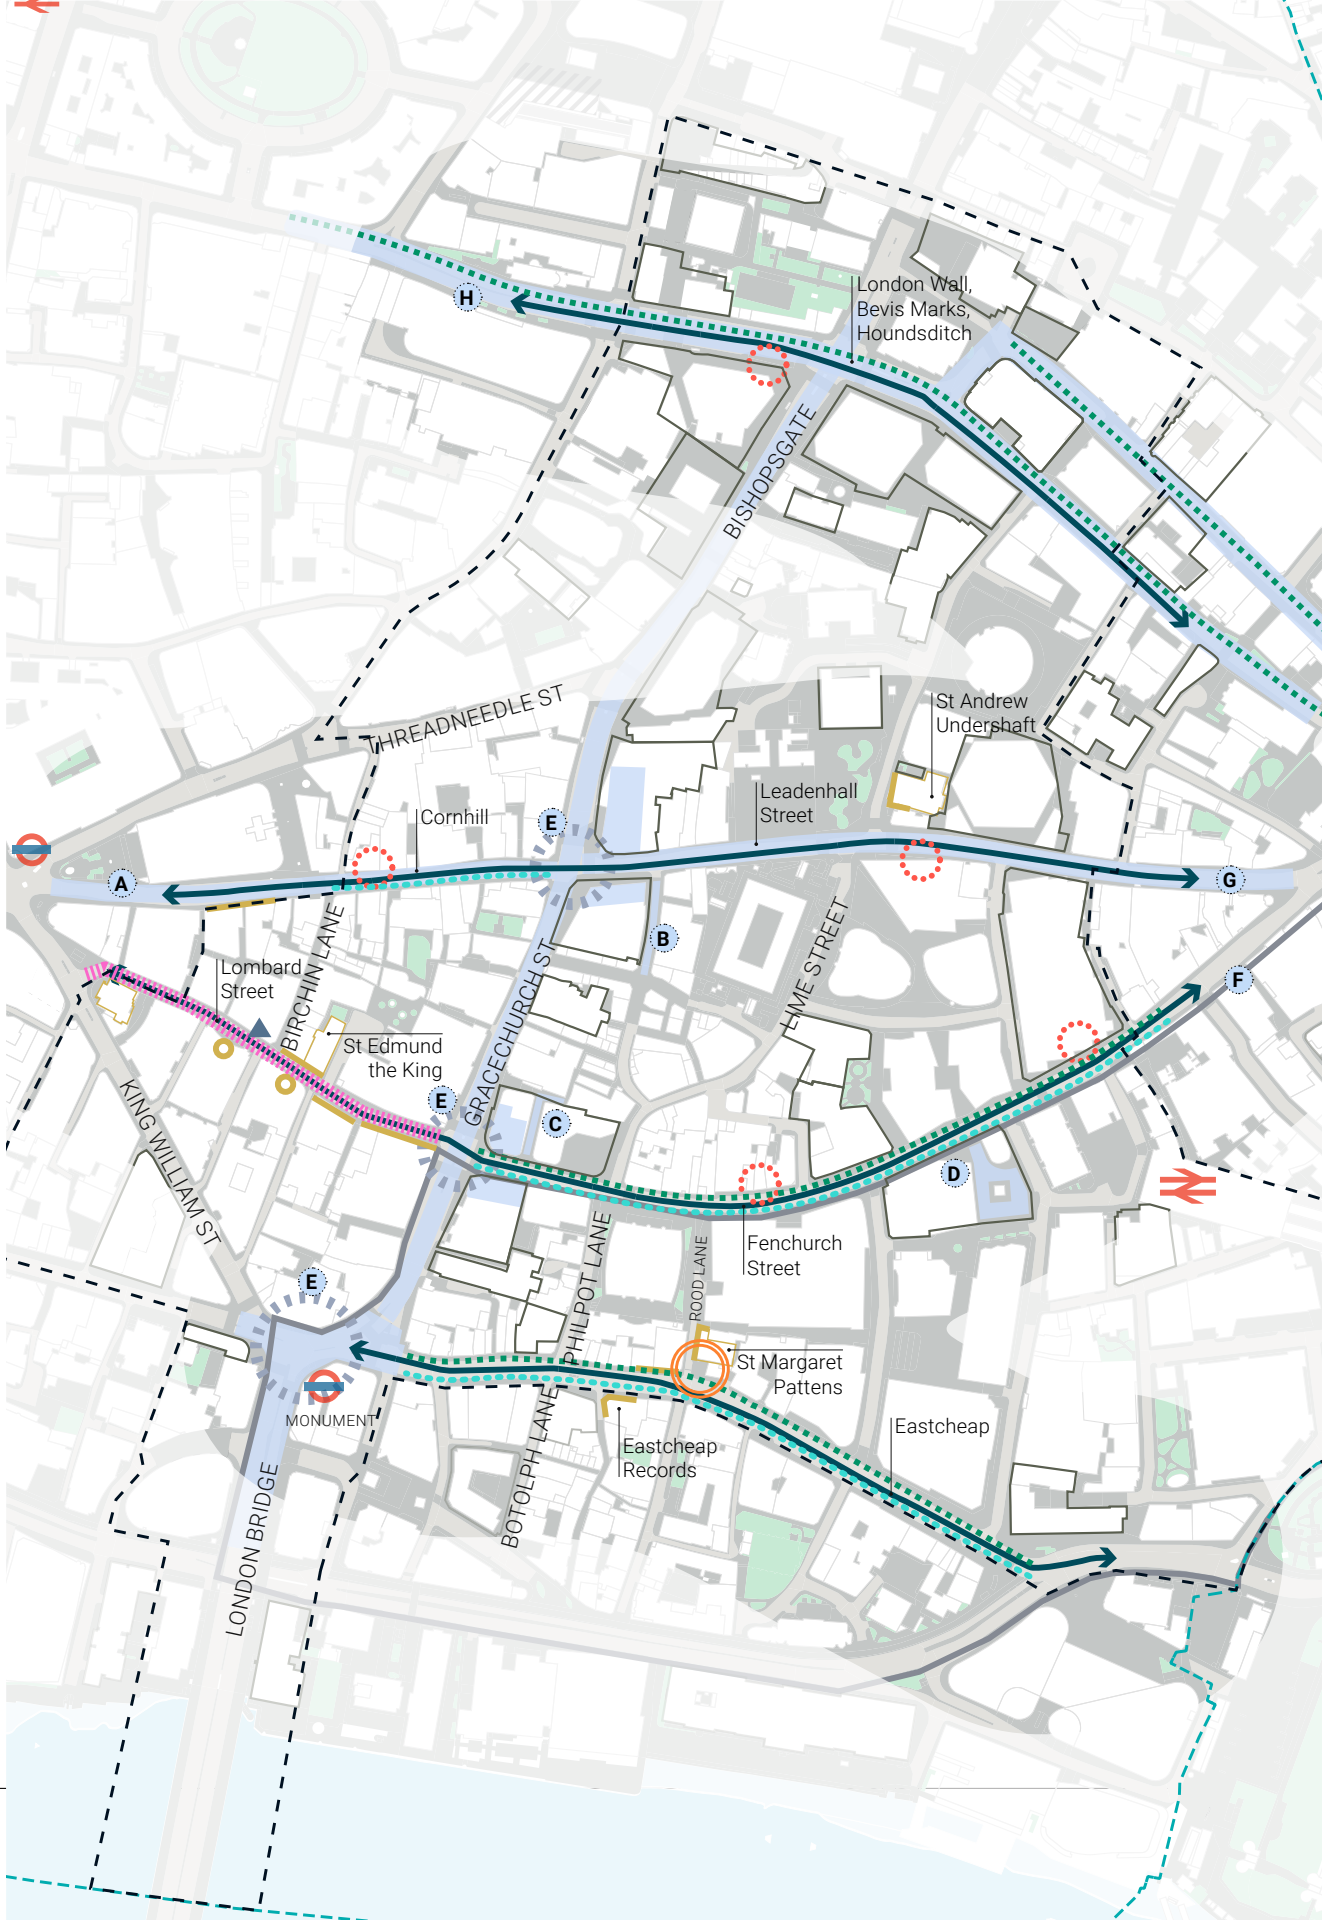 H
London Wall,
Bevis Marks,
Houndsditch
BISHOPSGATE
THREADNEEDLE ST
St Andrew
Undershaft
Cornhill
E
Leadenhall
Street
A
G
B
BIRCHIN LANE
Lombard
Street
GRACECHURCH ST
LIME STREET
F
St Edmund
the King
KING WILLIAM ST
E
C
D
Fenchurch
Street
PHILPOT LANE
ROOD LANE
E
St Margaret
Pattens
MONUMENT
Eastcheap
BOTOLPH LANE
Eastcheap
Records
LONDON BRIDGE